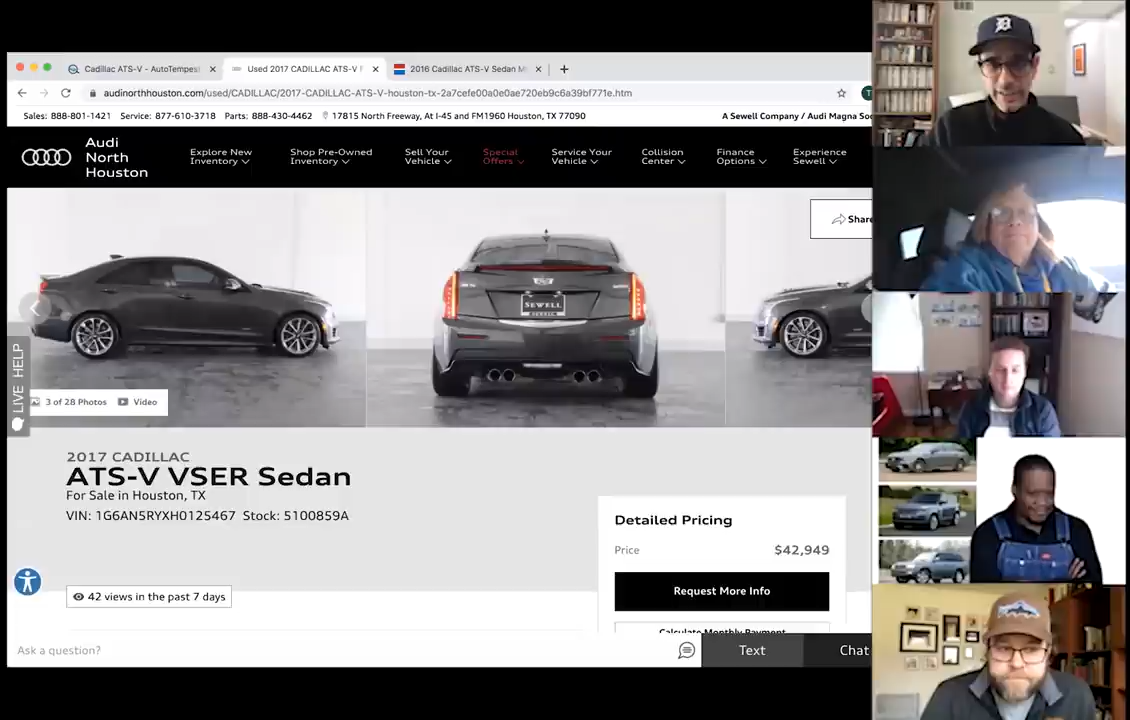 Cadillac ATS-V - AutoTempes
Used 2017 CADILLAC ATS-V
2016 Cadillac ATS-V Sedan M
audinorthhouston.com/used/CADILLAC/2017-CADILLAC-ATS-V-houston-tx-2a7cefe00a0e0ae720eb9c6a39bf771e.htm
Sales: 888-801-1421 Service: 877-610-3718 Parts: 888-430-4462 17815 North Freeway, At I-45 and FM1960 Houston, TX 77090 A Sewell Company / Audi Magna Soc
Audi North Houston
Explore New Inventory
Shop Pre-Owned Inventory
Sell Your Vehicle
Special Offers
Service Your Vehicle
Collision Center
Finance Options
Experience Sewell
Share
SEWELL
LIVE HELP
3 of 28 Photos Video
2017 CADILLAC
ATS-V VSER Sedan
For Sale in Houston, TX
VIN: 1G6AN5RYXH0125467 Stock: 5100859A
Detailed Pricing
Price $42,949
Request More Info
Calculate Monthly Payment
42 views in the past 7 days
Ask a question?
Text
Chat